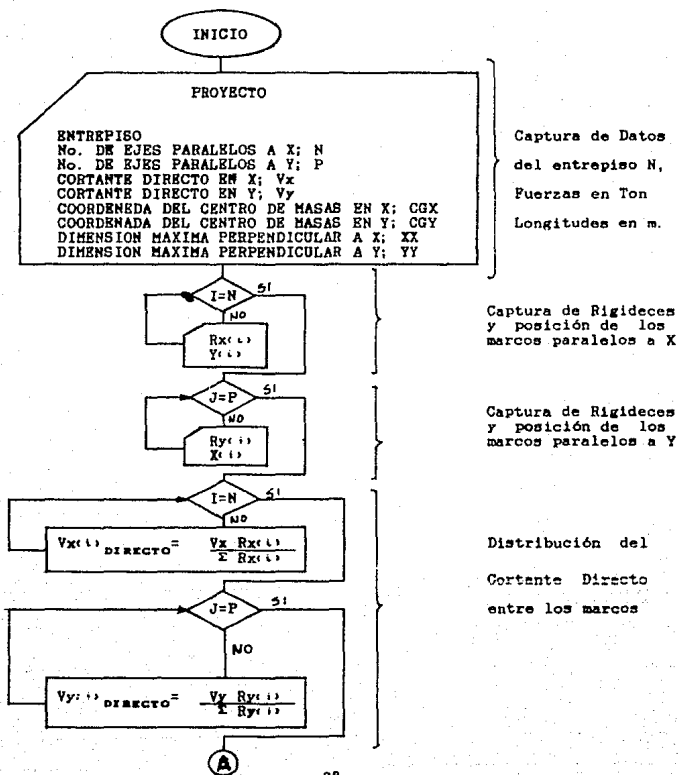 INICIO
PROYECTO
ENTREPISO
No. DE EJES PARALELOS A X; N
No. DE EJES PARALELOS A Y; P
CORTANTE DIRECTO EN X; Vx
CORTANTE DIRECTO EN Y; Vy
COORDENEDA DEL CENTRO DE MASAS EN X; CGX
COORDENADA DEL CENTRO DE MASAS EN Y; CGY
DIMENSION MAXIMA PERPENDICULAR A X; XX
DIMENSION MAXIMA PERPENDICULAR A Y; YY
Captura de Datos
del entrepiso N,
Fuerzas en Ton
Longitudes en m.
I=N SI
NO
Rx(i)
Y(i)
Captura de Rigideces
y posición de los
marcos paralelos a X
J=P SI
NO
Ry(i)
X(i)
Captura de Rigideces
y posición de los
marcos paralelos a Y
I=N SI
NO
Vx(i) DIRECTO = Vx Rx(i)
Σ Rx(i)
Distribución del
Cortante Directo
entre los marcos
J=P SI
NO
Vy(i) DIRECTO = Vy Ry(i)
Σ Ry(i)
A